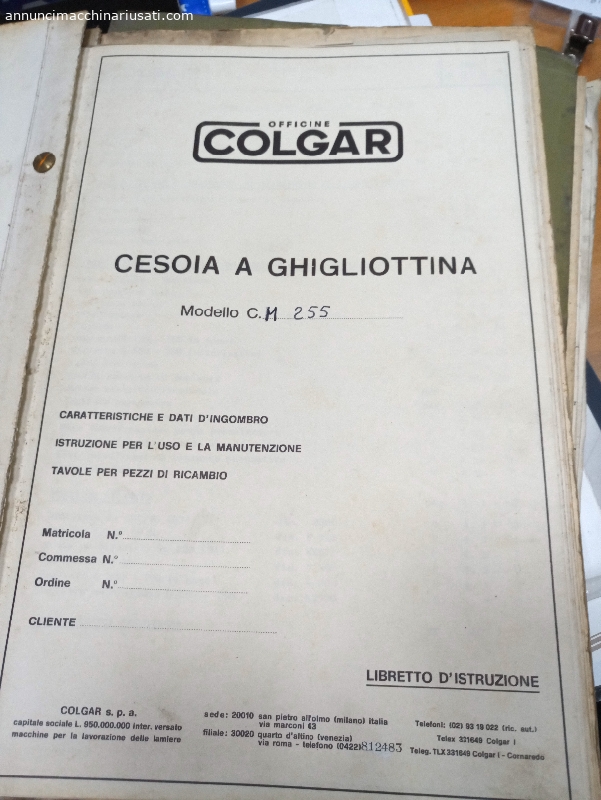 annuncimacchinariusati.com
OFFICINE
COLGAR
CESOIA A GHIGLIOTTINA
Modello C.M 255
CARATTERISTICHE E DATI D'INGOMBRO
ISTRUZIONE PER L'USO E LA MANUTENZIONE
TAVOLE PER PEZZI DI RICAMBIO
Matricola N.°
Commessa N.°
Ordine N.°
CLIENTE
LIBRETTO D'ISTRUZIONE
COLGAR s. p. a.
capitale sociale L. 950.000.000 inter. versato
macchine per la lavorazione delle lamiere
sede: 20010 san pietro all'olmo (milano) italia
via marconi 43
filiale: 30020 quarto d'altino (venezia)
via roma - telefono (0422)812483
Telefoni: (02) 93 19 022 (ric. aut.)
Telex 331649 Colgar I
Teleg. TLX 331649 Colgar I - Cornaredo